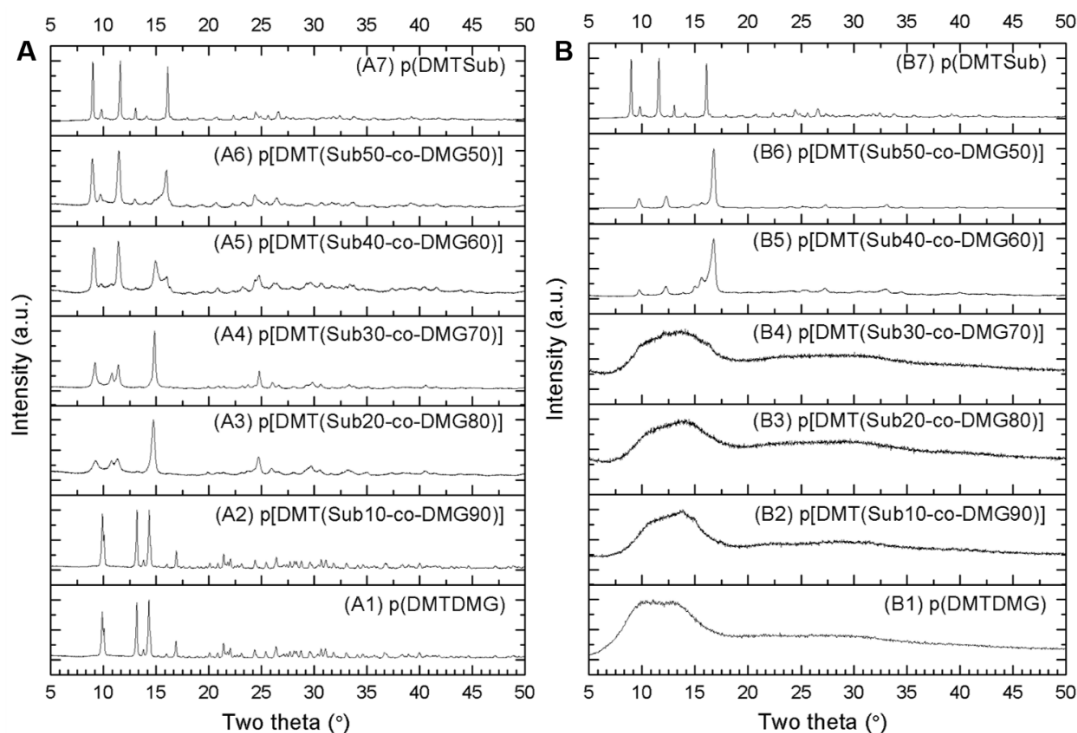 5 10 15 20 25 30 35 40 45 50
A
(A7) p(DMTSub)
(A6) p[DMT(Sub50-co-DMG50)]
(A5) p[DMT(Sub40-co-DMG60)]
(A4) p[DMT(Sub30-co-DMG70)]
(A3) p[DMT(Sub20-co-DMG80)]
(A2) p[DMT(Sub10-co-DMG90)]
(A1) p(DMTDMG)
Intensity (a.u.)
5 10 15 20 25 30 35 40 45 50
Two theta (°)
5 10 15 20 25 30 35 40 45 50
B
(B7) p(DMTSub)
(B6) p[DMT(Sub50-co-DMG50)]
(B5) p[DMT(Sub40-co-DMG60)]
(B4) p[DMT(Sub30-co-DMG70)]
(B3) p[DMT(Sub20-co-DMG80)]
(B2) p[DMT(Sub10-co-DMG90)]
(B1) p(DMTDMG)
Intensity (a.u.)
5 10 15 20 25 30 35 40 45 50
Two theta (°)